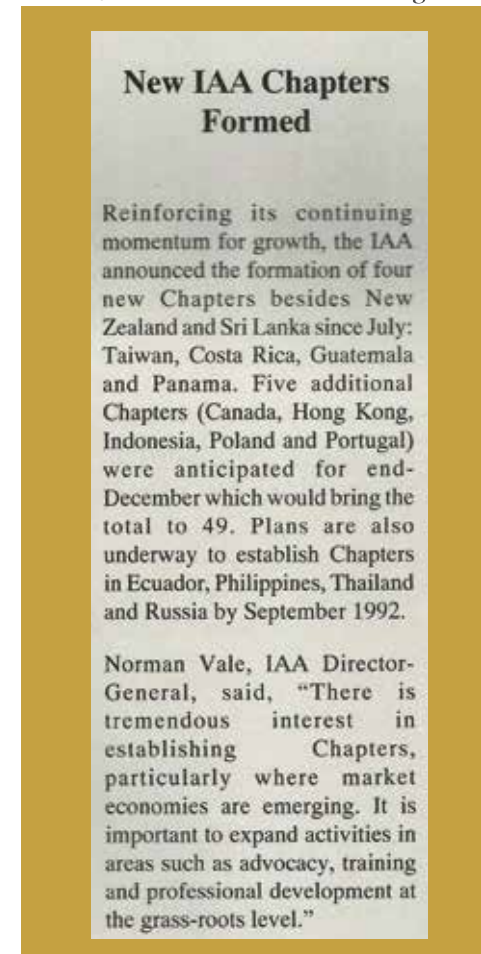 New IAA Chapters
Formed
Reinforcing its continuing
momentum for growth, the IAA
announced the formation of four
new Chapters besides New
Zealand and Sri Lanka since July:
Taiwan, Costa Rica, Guatemala
and Panama. Five additional
Chapters (Canada, Hong Kong,
Indonesia, Poland and Portugal)
were anticipated for end-
December which would bring the
total to 49. Plans are also
underway to establish Chapters
in Ecuador, Philippines, Thailand
and Russia by September 1992.
Norman Vale, IAA Director-
General, said, “There is
tremendous interest in
establishing Chapters,
particularly where market
economies are emerging. It is
important to expand activities in
areas such as advocacy, training
and professional development at
the grass-roots level.”